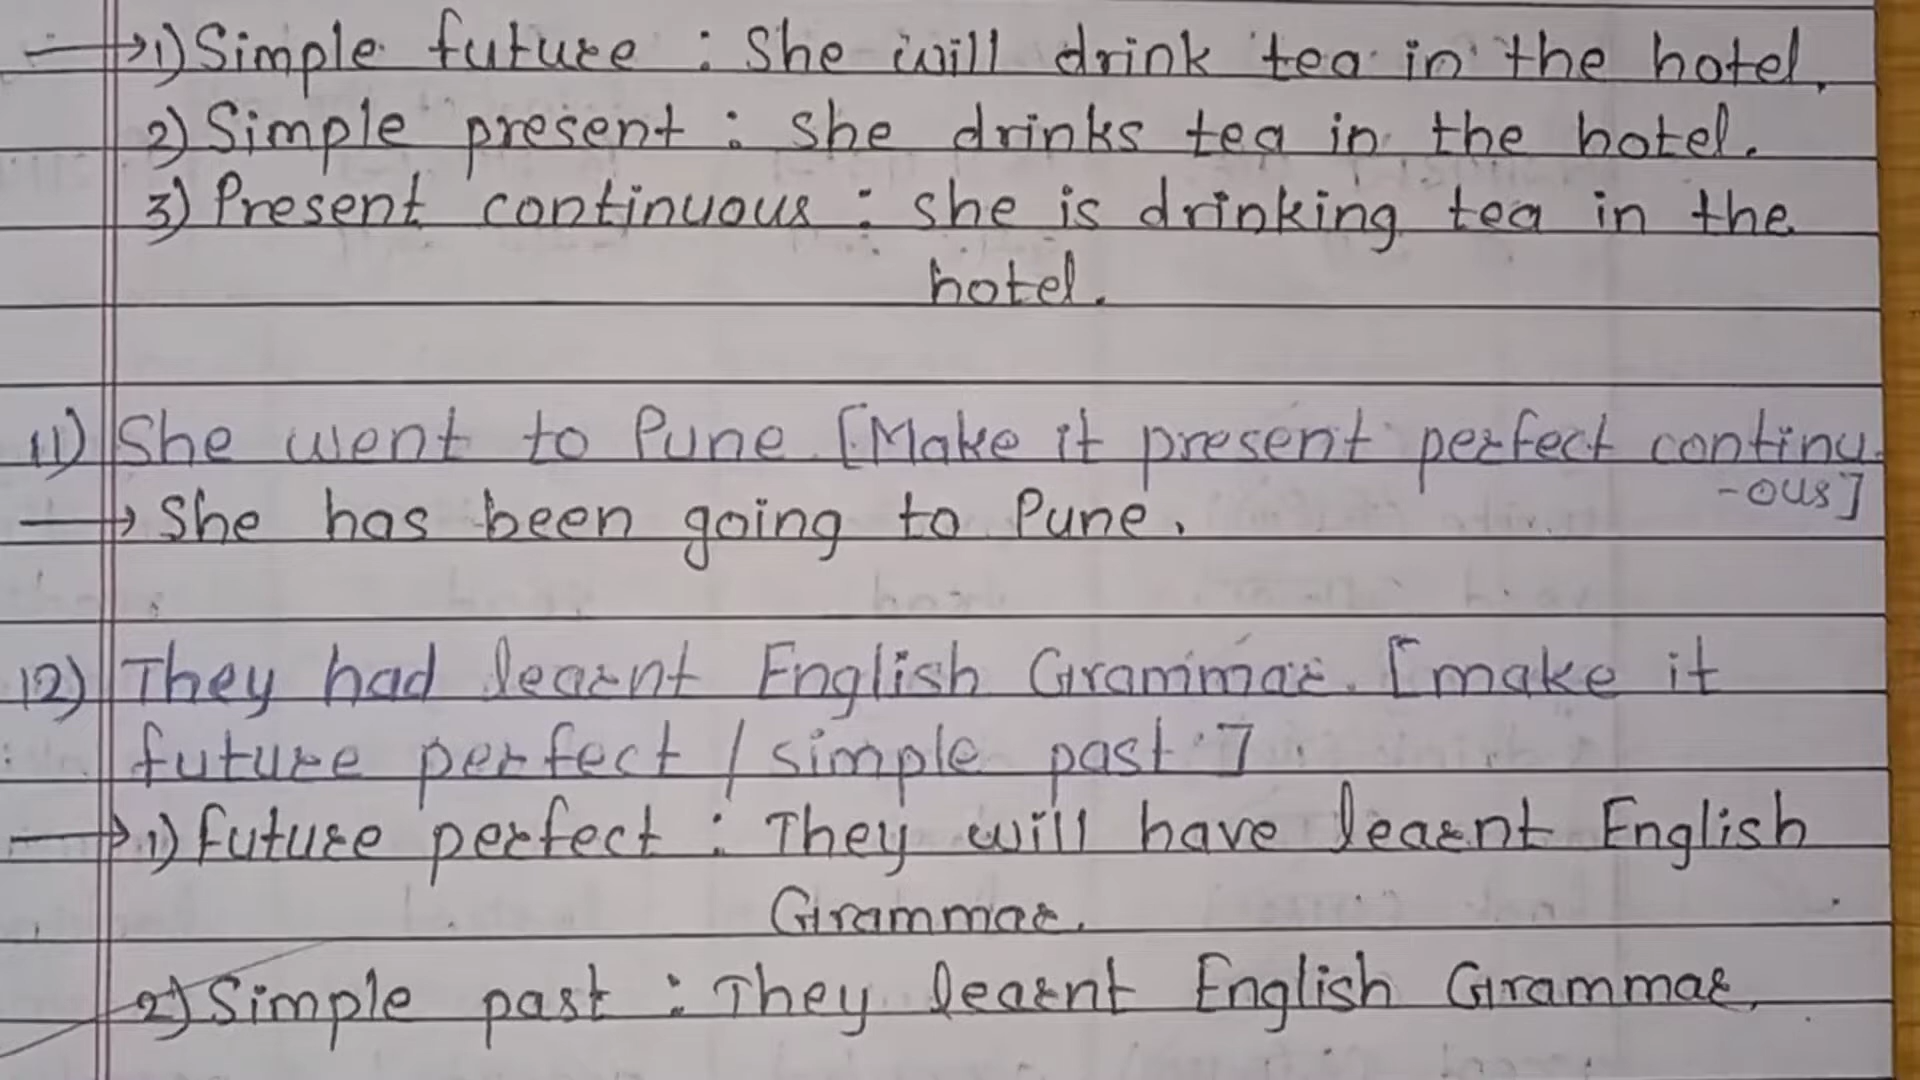 →1) Simple future : She will drink tea in the hotel.
2) Simple present : She drinks tea in the hotel.
3) Present continuous : She is drinking tea in the
hotel.
11) She went to Pune [Make it present perfect continu
-ous]
→ She has been going to Pune.
12) They had learnt English Grammar. [make it
future perfect / simple past]
→1) future perfect : They will have learnt English
Grammar.
2) Simple past : They learnt English Grammar.